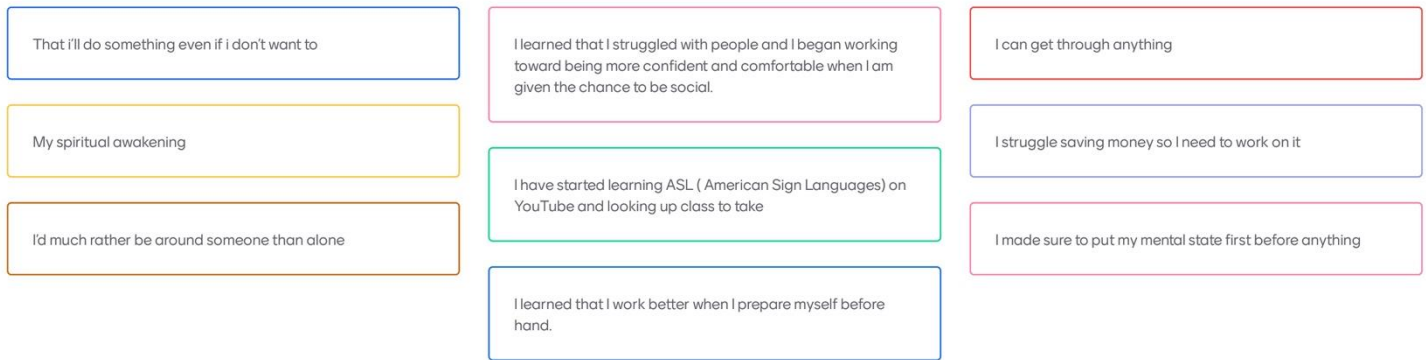 That i'll do something even if i don't want to
My spiritual awakening
I'd much rather be around someone than alone
I learned that I struggled with people and I began working
toward being more confident and comfortable when I am
given the chance to be social.
I have started learning ASL ( American Sign Languages) on
YouTube and looking up class to take
I learned that I work better when I prepare myself before
hand.
I can get through anything
I struggle saving money so I need to work on it
I made sure to put my mental state first before anything